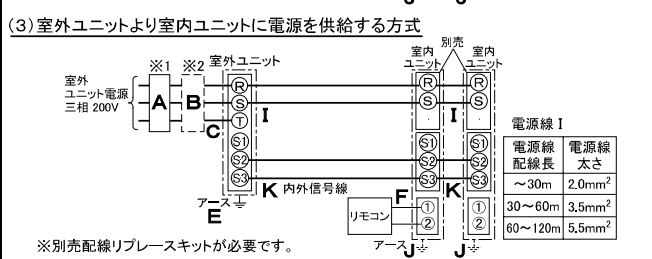 (3)室外ユニットより室内ユニットに電源を供給する方式
※1 ※2 室外ユニット
別売
室内ユニット 室内ユニット
室外
ユニット電源
三相 200V
A B C
R S T S1 S2 S3
I
R S S1 S2 S3
I
R S S1 S2 S3
K 内外信号線
K
アース
E
F
リモコン
① ②
① ②
アース J J
※別売配線リプレースキットが必要です。
電源線 I
電源線配線長 電源線太さ
~30m 2.0mm²
30~60m 3.5mm²
60~120m 5.5mm²